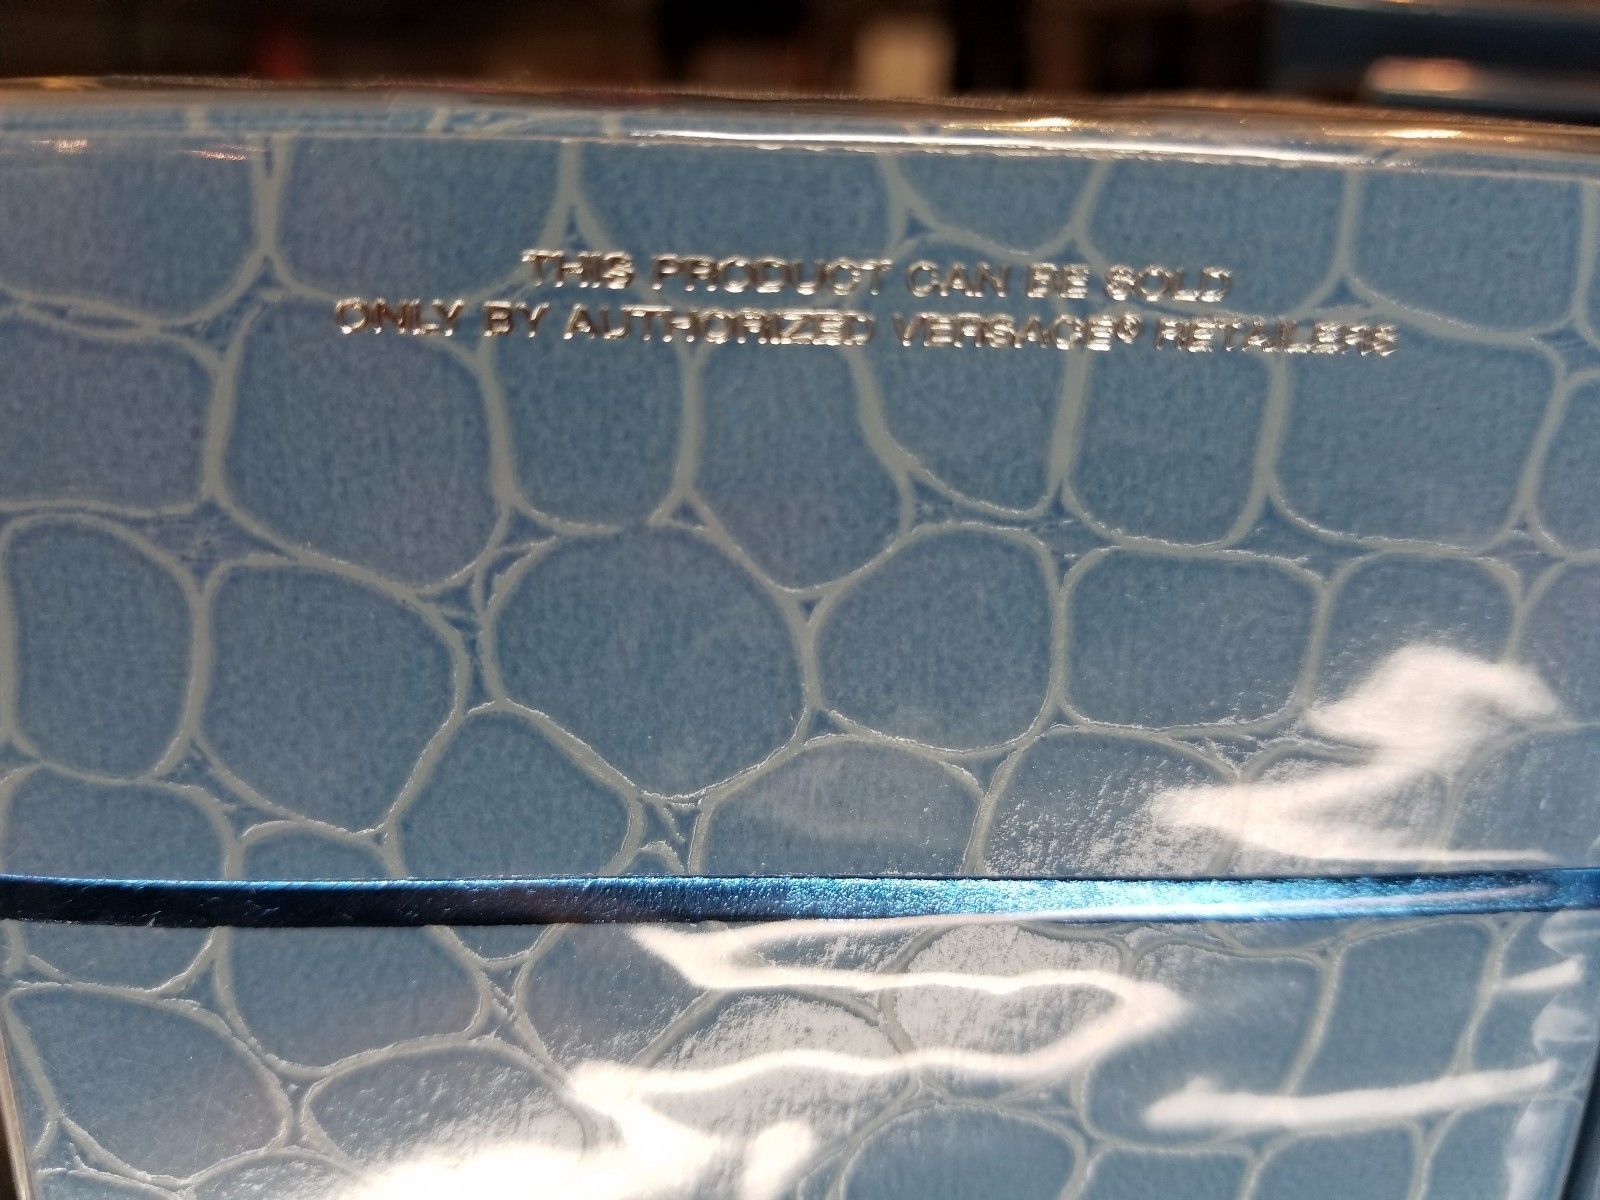 THIS PRODUCT CAN BE SOLD
ONLY BY AUTHORIZED VERSACE® RETAILERS